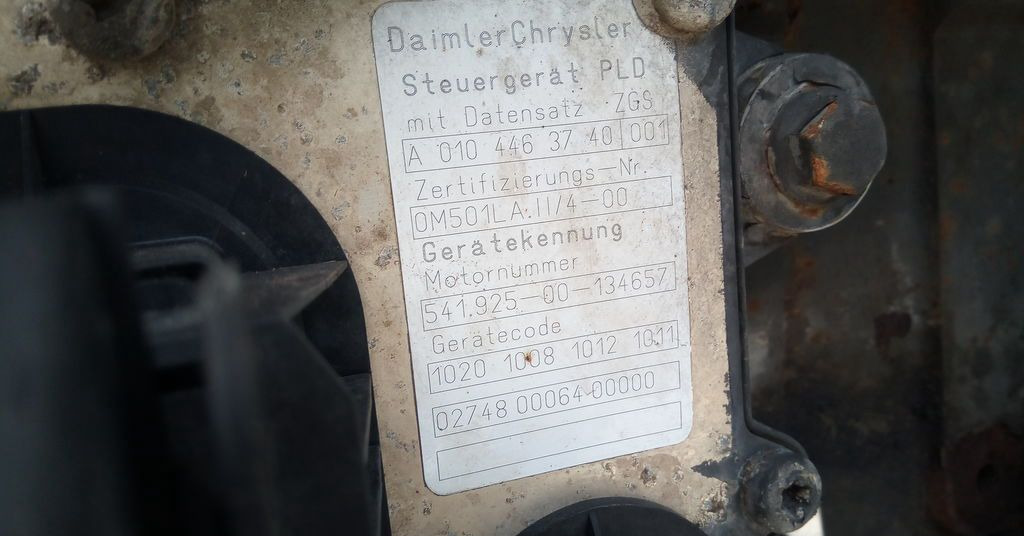 DaimlerChrysler
Steuergerät PLD
mit Datensatz ZGS
A 010 446 37 40 001
Zertifizierungs-Nr.
OM501LA.II/4-00
Gerätekennung
Motornummer
541.925-00-134657
Gerätecode
1020 1008 1012 1011
02748 00064 00000